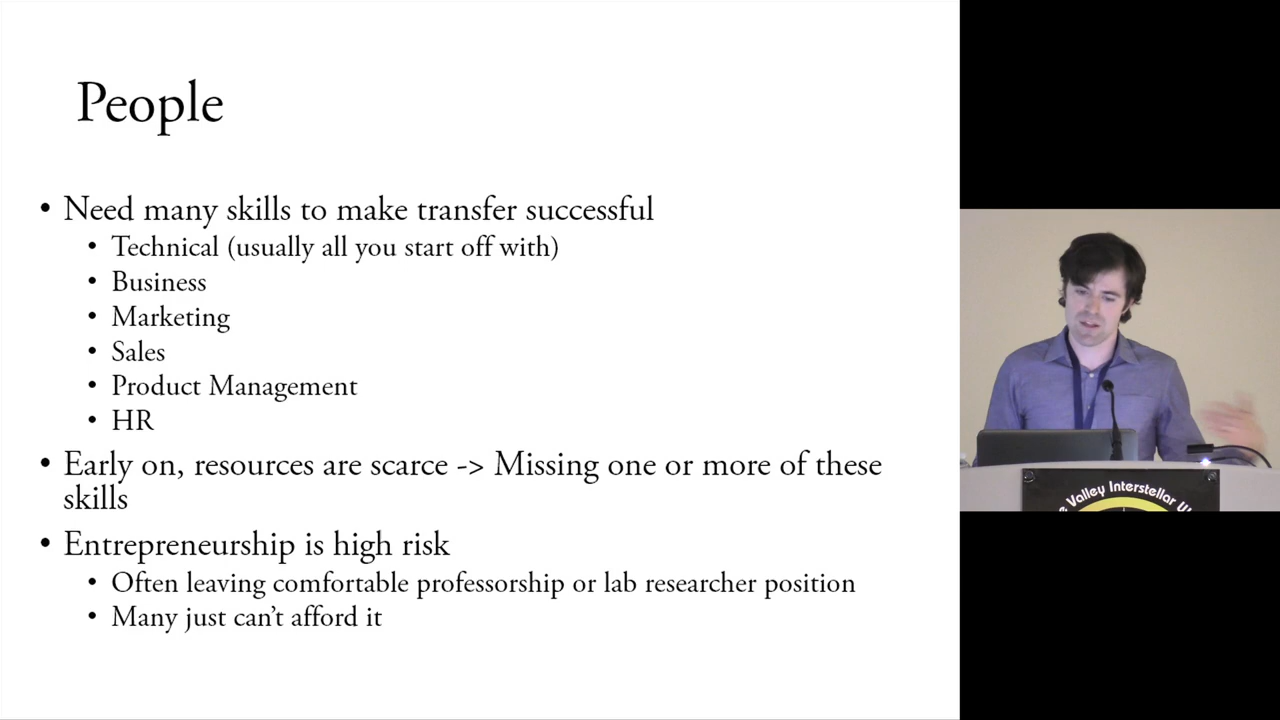 People
• Need many skills to make transfer successful
• Technical (usually all you start off with)
• Business
• Marketing
• Sales
• Product Management
• HR
• Early on, resources are scarce -> Missing one or more of these
skills
• Entrepreneurship is high risk
• Often leaving comfortable professorship or lab researcher position
• Many just can't afford it
Valley Interstellar